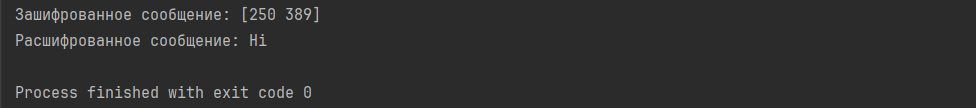 Зашифрованное сообщение: [250 389]
Расшифрованное сообщение: Hi
Process finished with exit code 0